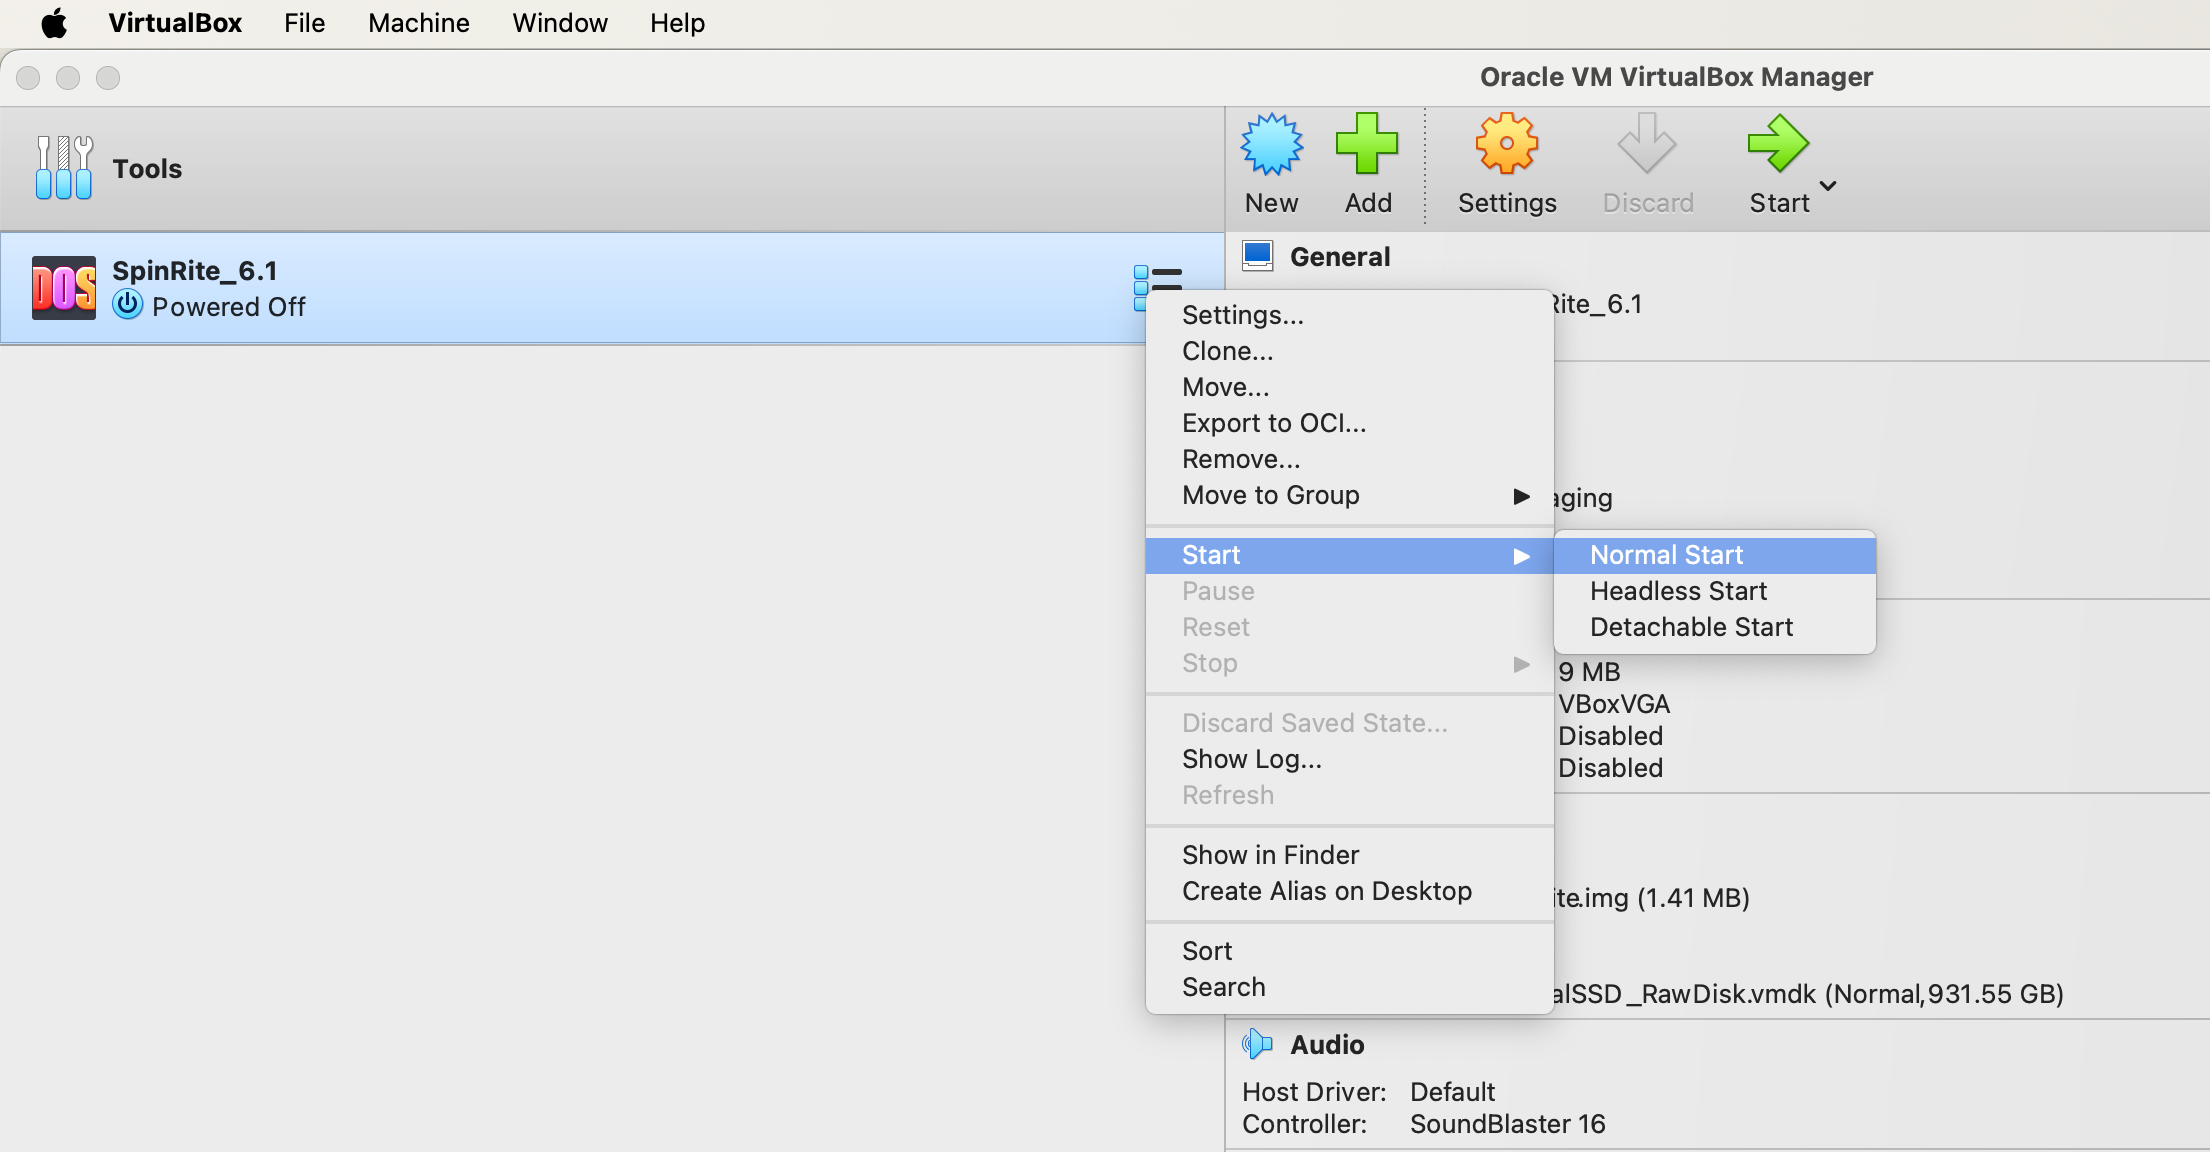 VirtualBox File Machine Window Help
Oracle VM VirtualBox Manager
Tools
New Add Settings Discard Start
DOS
SpinRite_6.1
Powered Off
General
Rite_6.1
Settings...
Clone...
Move...
Export to OCI...
Remove...
Move to Group
aging
Start
Pause
Reset
Stop
Normal Start
Headless Start
Detachable Start
9 MB
VBoxVGA
Disabled
Disabled
Discard Saved State...
Show Log...
Refresh
Show in Finder
Create Alias on Desktop
ite.img (1.41 MB)
Sort
Search
alSSD_RawDisk.vmdk (Normal,931.55 GB)
Audio
Host Driver: Default
Controller: SoundBlaster 16